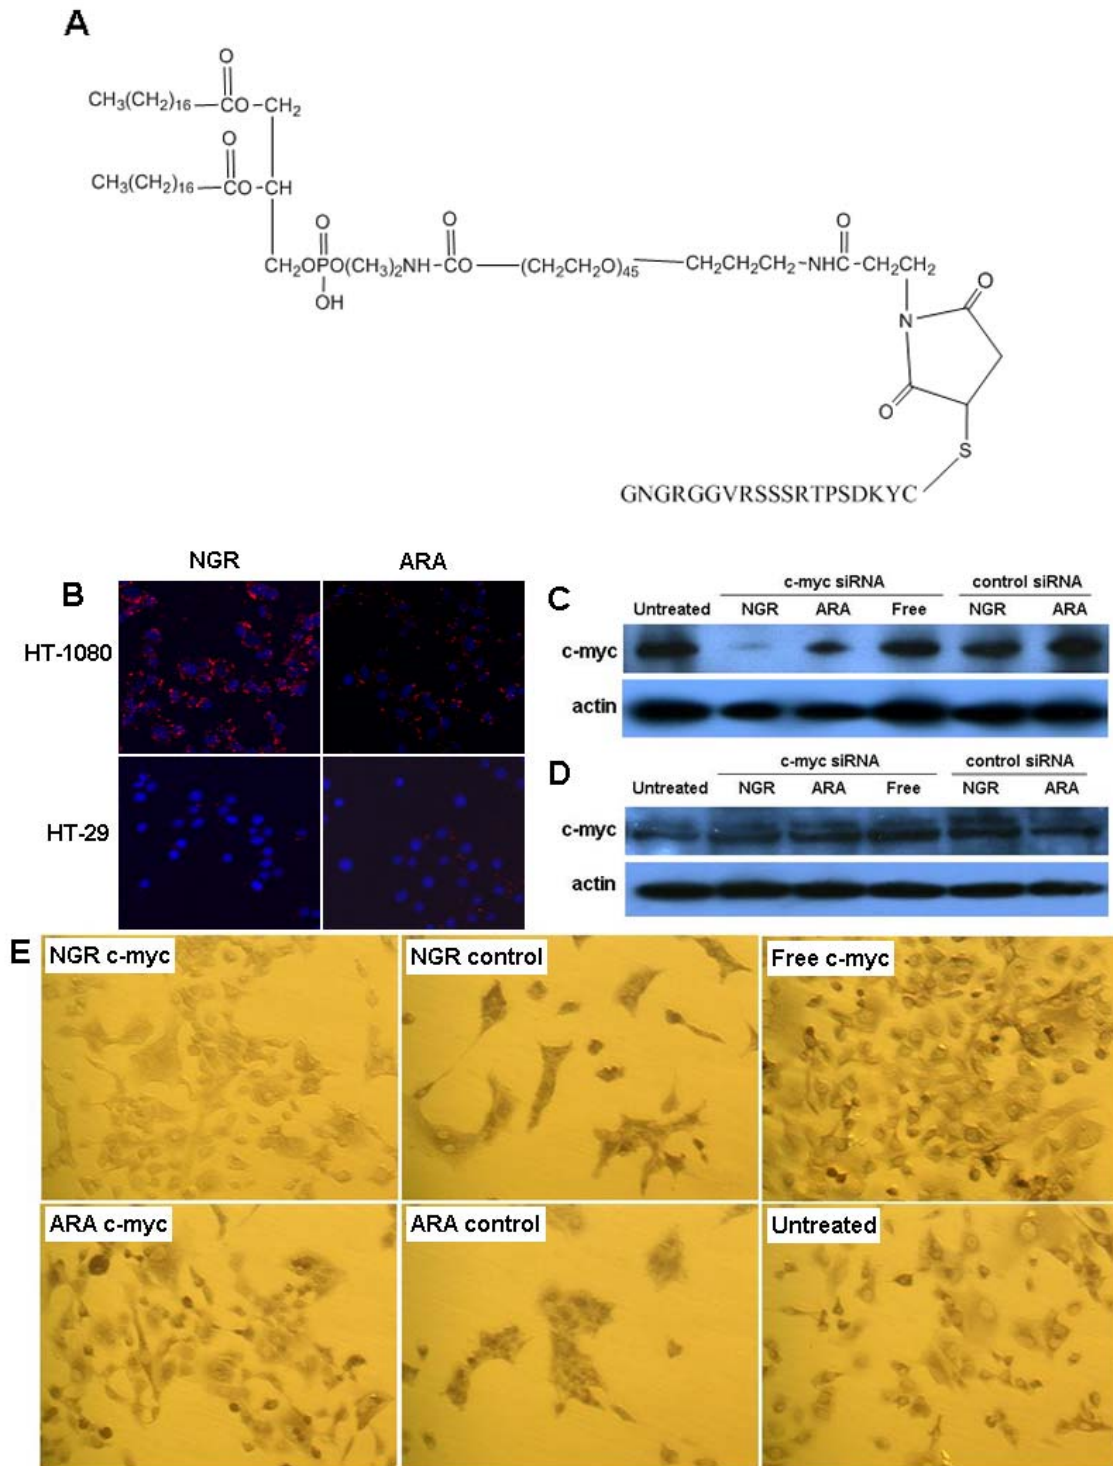 A
O
CH3(CH2)16 CO-CH2
O
CH3(CH2)16 CO-CH
O O O
CH2OPO(CH3)2NH-CO (CH2CH2O)45 CH2CH2CH2-NHC-CH2CH2
OH
O
N
O
S
GNGRGGVRSSSRTPSDKYC
NGR ARA
B
HT-1080
HT-29
C
c-myc siRNA control siRNA
Untreated NGR ARA Free NGR ARA
c-myc
actin
D
c-myc siRNA control siRNA
Untreated NGR ARA Free NGR ARA
c-myc
actin
E
NGR c-myc
NGR control
Free c-myc
ARA c-myc
ARA control
Untreated